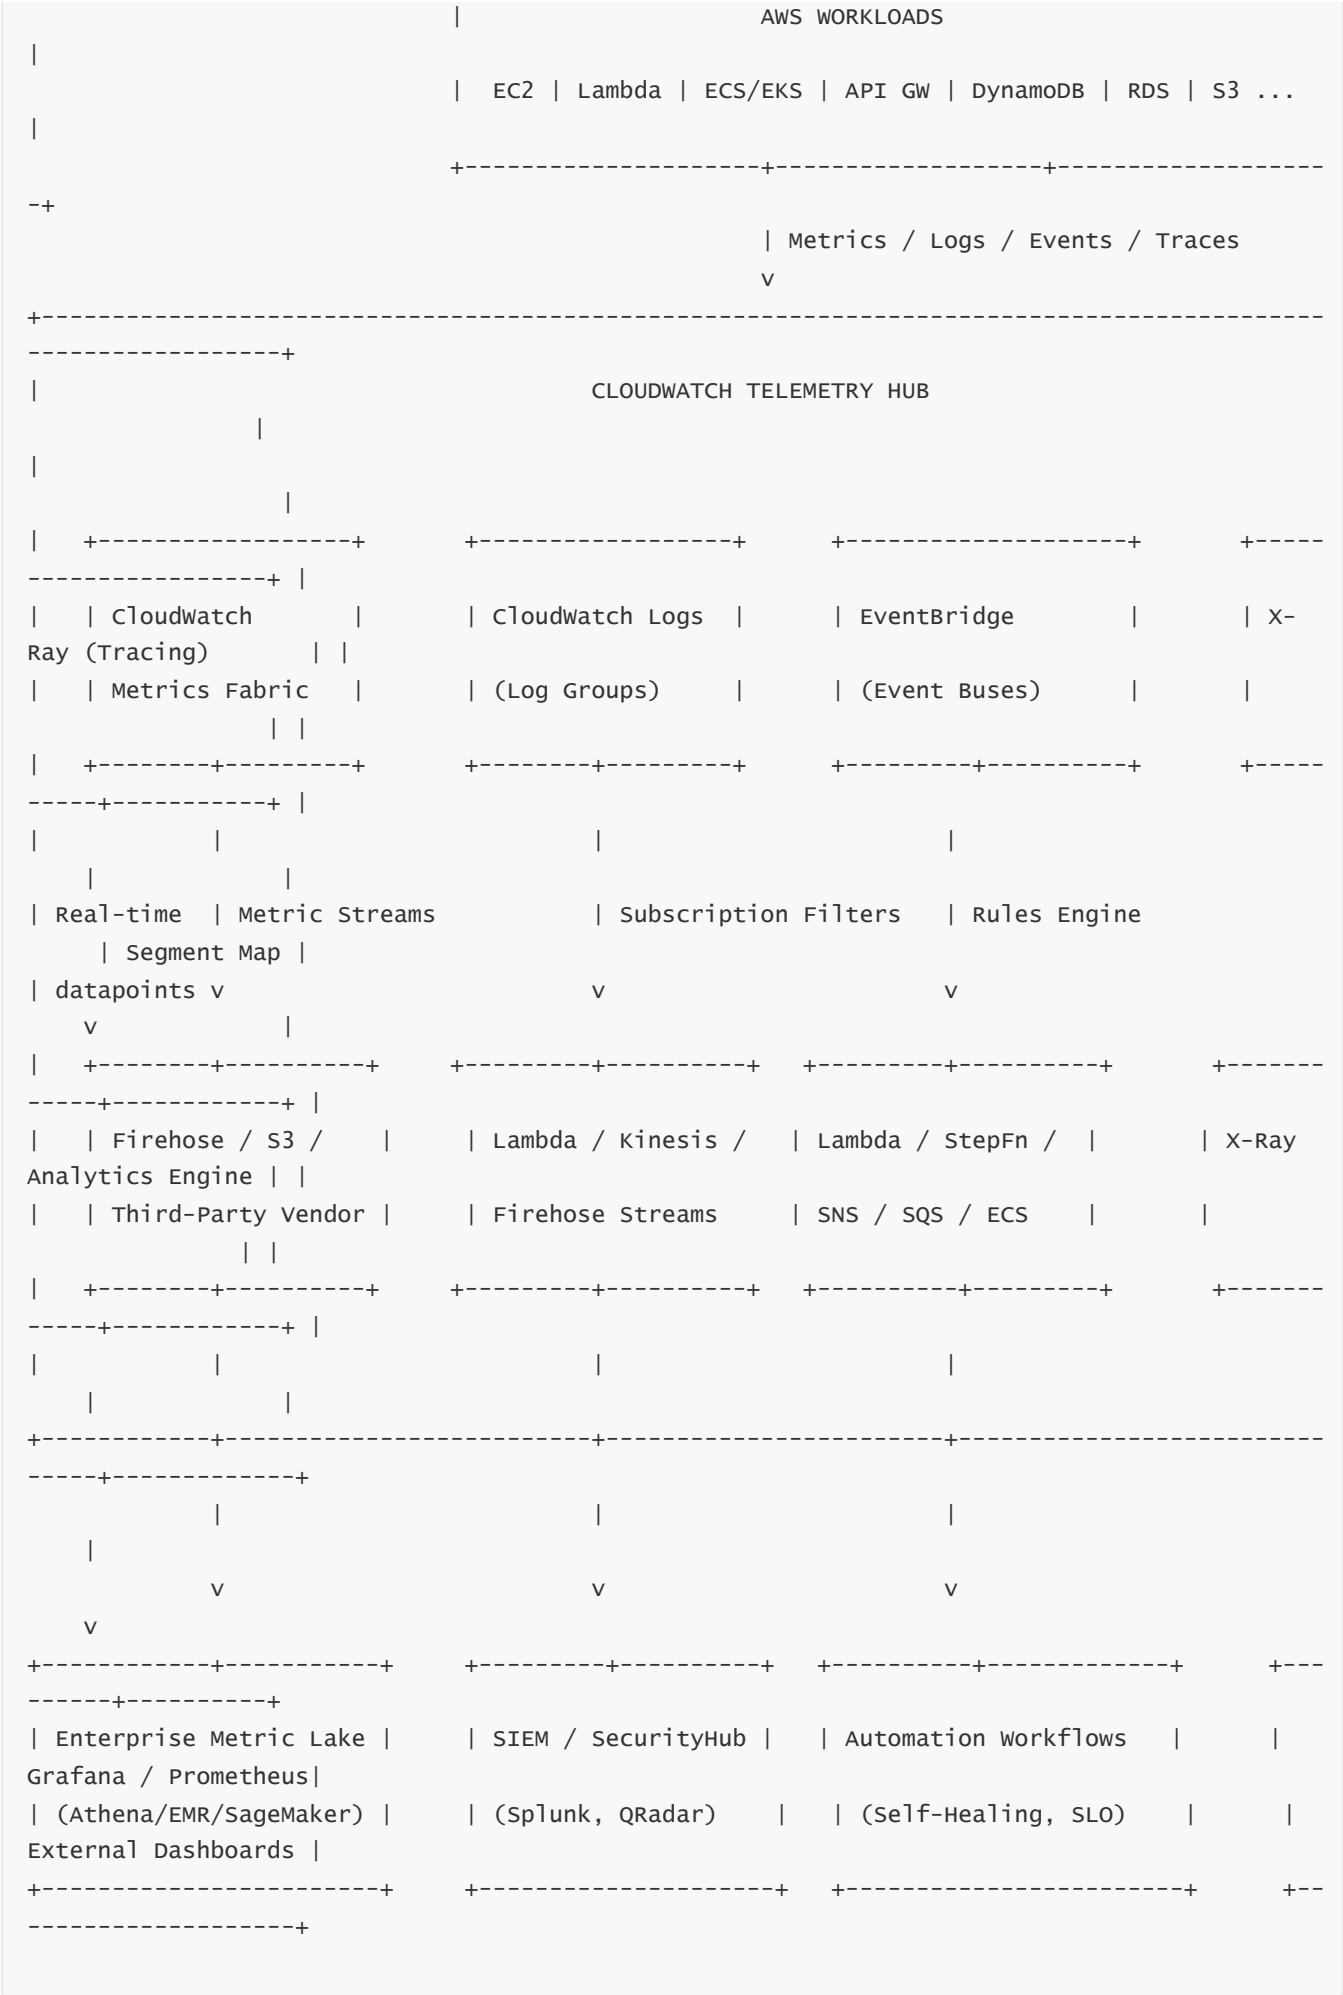 |                     AWS WORKLOADS
|
                              |  EC2 | Lambda | ECS/EKS | API GW | DynamoDB | RDS | S3 ...
|
                              +---------------------+-------------------+-------------------
-+
                                                    | Metrics / Logs / Events / Traces
                                                    v
+-------------------------------------------------------------------------------------------
------------------+
|                                       CLOUDWATCH TELEMETRY HUB
                |
|
                  |
|   +------------------+       +------------------+      +--------------------+       +-----
-----------------+ |
|   | CloudWatch       |       | CloudWatch Logs  |      | EventBridge        |       | X-
Ray (Tracing)       | |
|   | Metrics Fabric   |       | (Log Groups)     |      | (Event Buses)      |       |
                 | |
|   +--------+---------+       +--------+---------+      +---------+----------+       +-----
-----+-----------+ |
|            |                          |                        |
    |             |
| Real-time  | Metric Streams           | Subscription Filters   | Rules Engine
     | Segment Map |
| datapoints v                          v                        v
    v             |
|   +--------+----------+     +---------+----------+   +---------+----------+       +-------
-----+------------+ |
|   | Firehose / S3 /    |     | Lambda / Kinesis /   | Lambda / StepFn /  |       | X-Ray
Analytics Engine | |
|   | Third-Party Vendor |     | Firehose Streams     | SNS / SQS / ECS    |       |
               | |
|   +--------+----------+     +---------+----------+   +----------+---------+       +-------
-----+------------+ |
|            |                          |                        |
    |             |
+------------+--------------------------+------------------------+--------------------------
-----+-------------+
             |                          |                        |
    |
             v                          v                        v
    v
+------------+-----------+     +---------+----------+   +----------+-------------+      +---
------+----------+
| Enterprise Metric Lake |     | SIEM / SecurityHub |   | Automation Workflows   |      |
Grafana / Prometheus|
| (Athena/EMR/SageMaker) |     | (Splunk, QRadar)    |   | (Self-Healing, SLO)    |      |
External Dashboards |
+------------------------+     +---------------------+   +------------------------+      +--
-------------------+